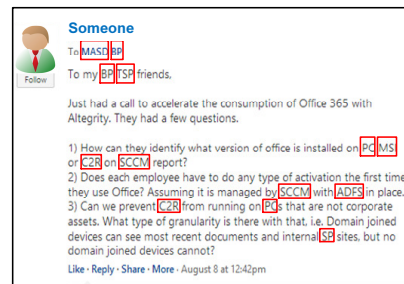 Someone
To MASD BP
Follow
To my BP TSP friends,
Just had a call to accelerate the consumption of Office 365 with
Altegrity. They had a few questions.
1) How can they identify what version of office is installed on PC MSI
or C2R on SCCM report?
2) Does each employee have to do any type of activation the first time
they use Office? Assuming it is managed by SCCM with ADFS in place.
3) Can we prevent C2R from running on PCs that are not corporate
assets. What type of granularity is there with that, i.e. Domain joined
devices can see most recent documents and internal SP sites, but no
domain joined devices cannot?
Like · Reply · Share · More · August 8 at 12:42pm